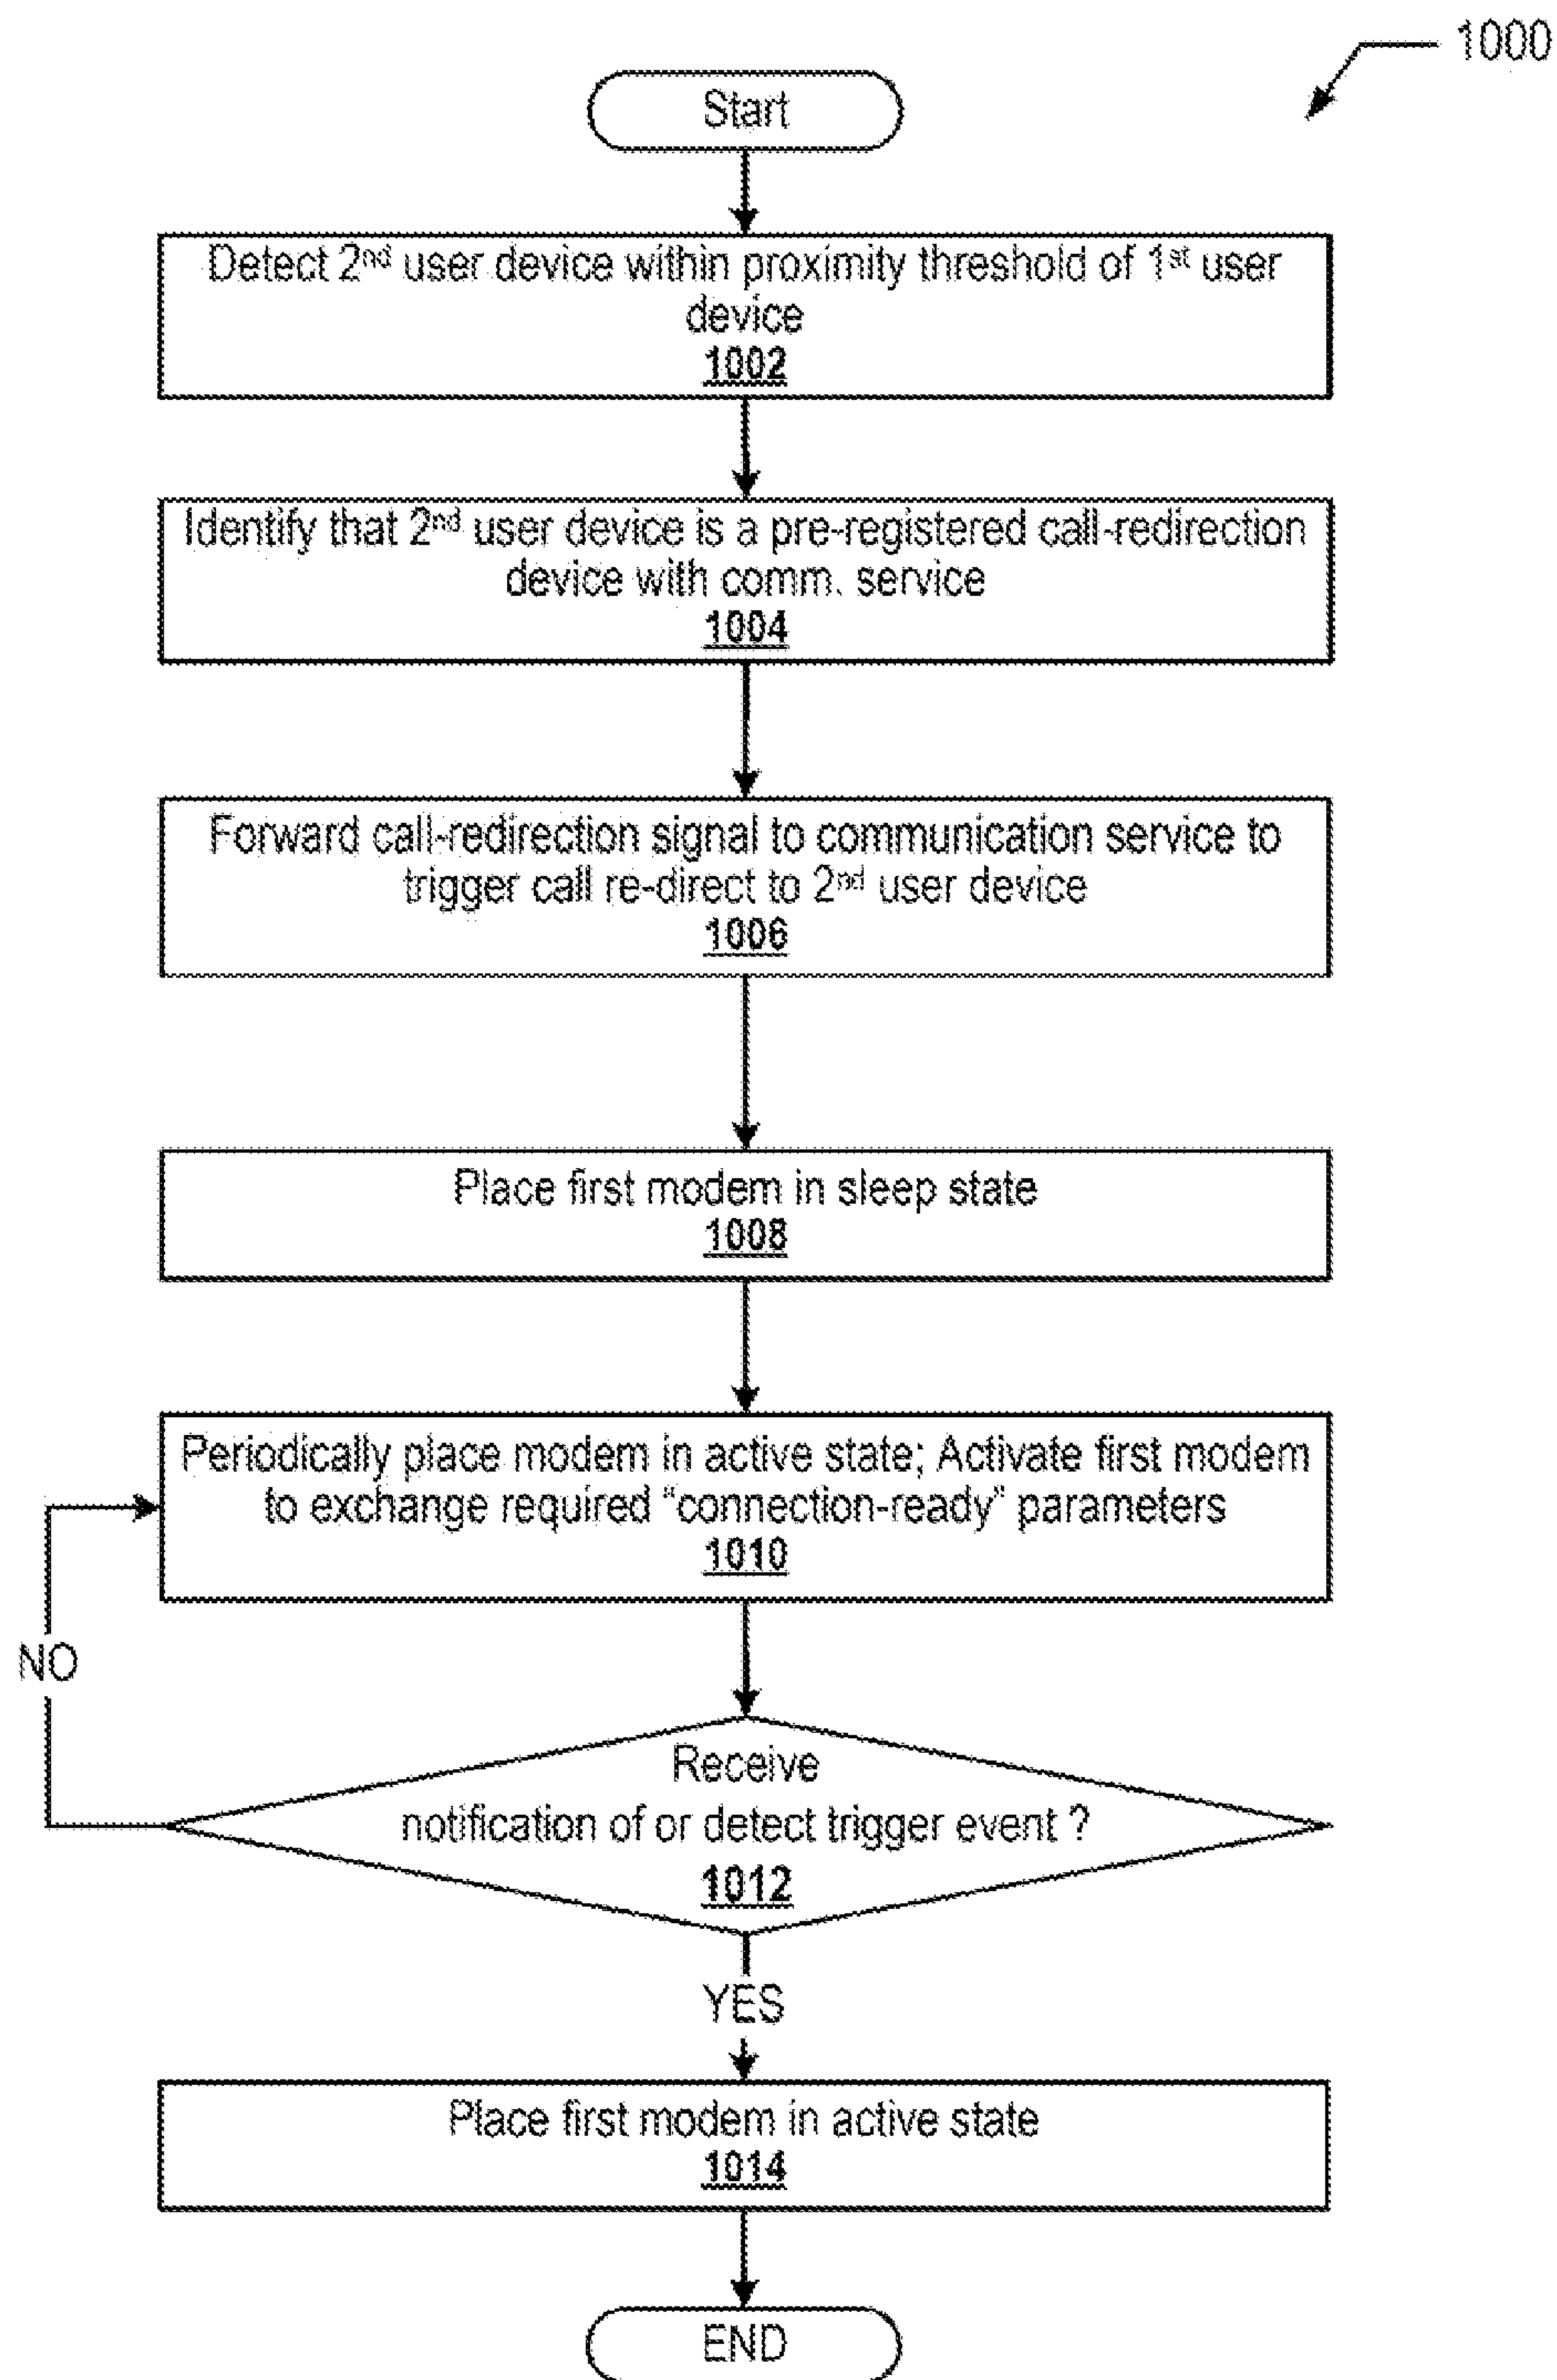 1000
Start
Detect 2nd user device within proximity threshold of 1st user
device
1002
Identify that 2nd user device is a pre-registered call-redirection
device with comm. service
1004
Forward call-redirection signal to communication service to
trigger call re-direct to 2nd user device
1006
Place first modem in sleep state
1008
Periodically place modem in active state; Activate first modem
to exchange required “connection-ready” parameters
1010
NO
Receive
notification of or detect trigger event ?
1012
YES
Place first modem in active state
1014
END